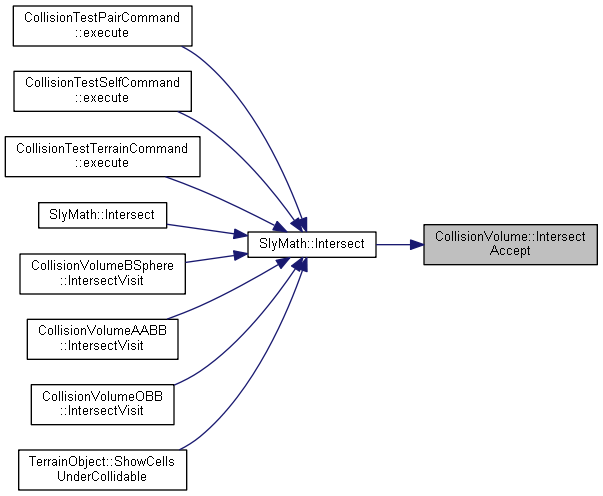 CollisionTestPairCommand
::execute
CollisionTestSelfCommand
::execute
CollisionTestTerrainCommand
::execute
SlyMath::Intersect
CollisionVolumeBSphere
::IntersectVisit
CollisionVolumeAABB
::IntersectVisit
CollisionVolumeOBB
::IntersectVisit
TerrainObject::ShowCells
UnderCollidable
SlyMath::Intersect
CollisionVolume::Intersect
Accept